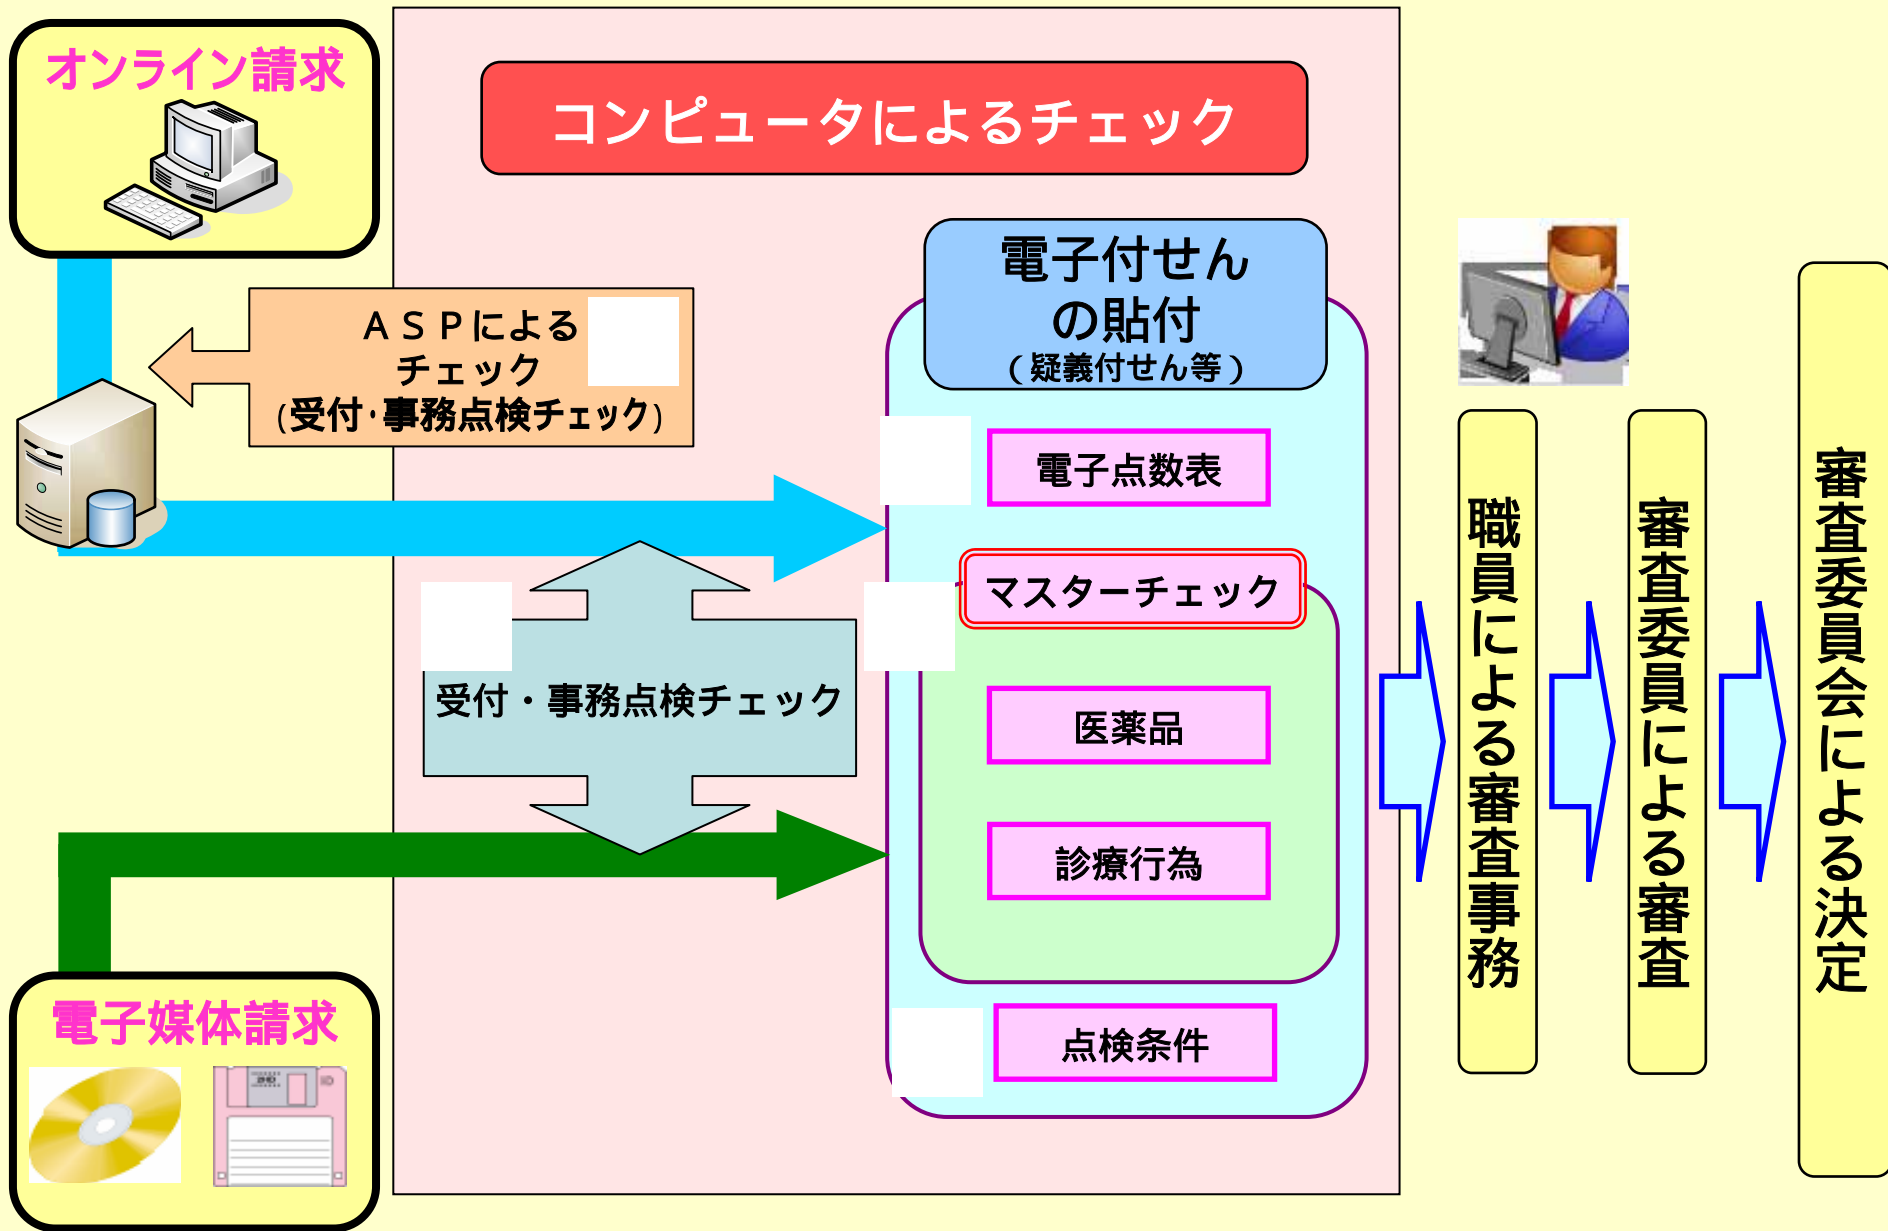 オンライン請求
コンピュータによるチェック
ＡＳＰによる
チェック
(受付・事務点検チェック)
電子付せん
の貼付
（疑義付せん等）
電子点数表
マスターチェック
医薬品
診療行為
点検条件
受付・事務点検チェック
電子媒体請求
職員による審査事務
審査委員による審査
審査委員会による決定